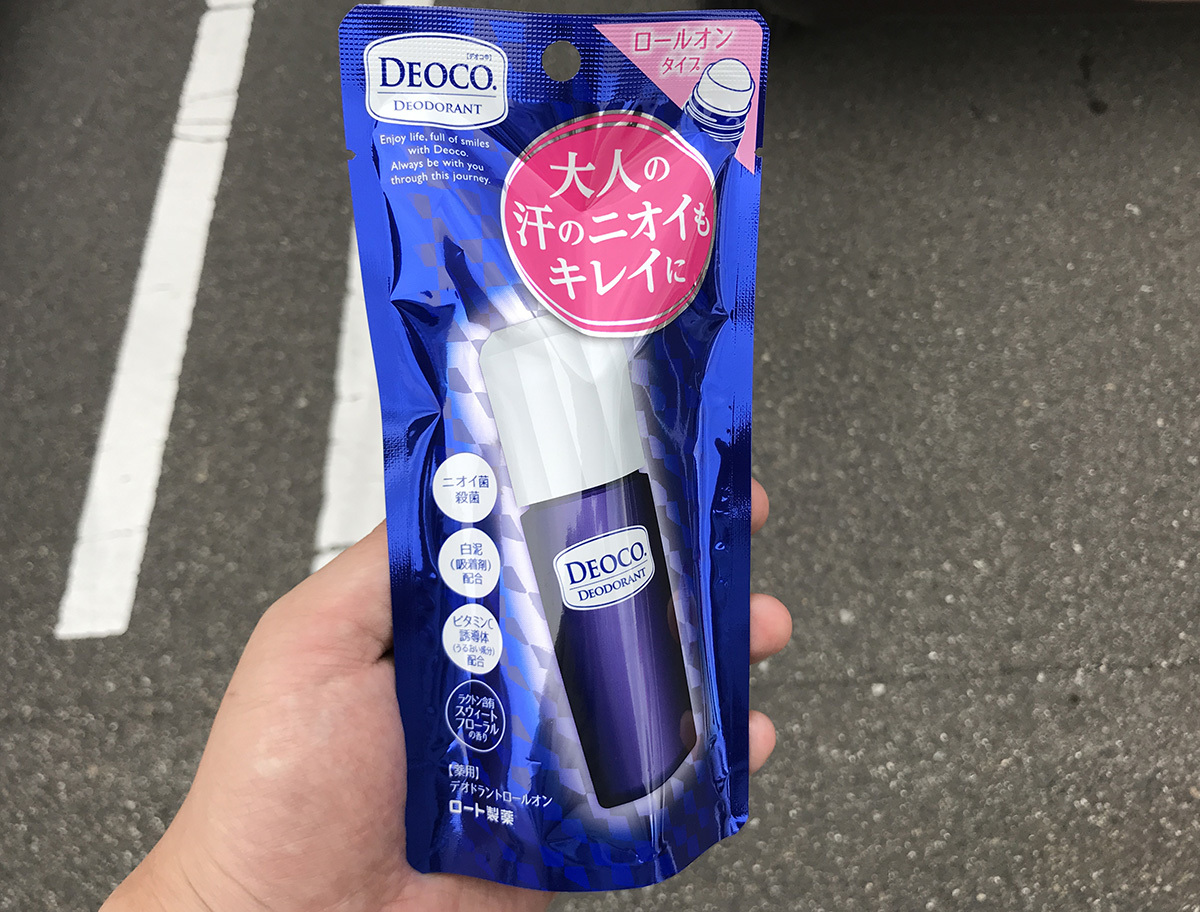 【デオコ®】
DEOCO.
DEODORANT
Enjoy life, full of smiles
with Deoco.
Always be with you
through this journey.
ロールオン
タイプ
大人の
汗のニオイも
キレイに
ニオイ菌
殺菌
白泥
(吸着剤)
配合
ビタミンC
誘導体
(うるおい成分)
配合
ラクトン含有
スウィート
フローラル
の香り
DEOCO.
DEODORANT
【薬用】
デオドラントロールオン
ロート製薬